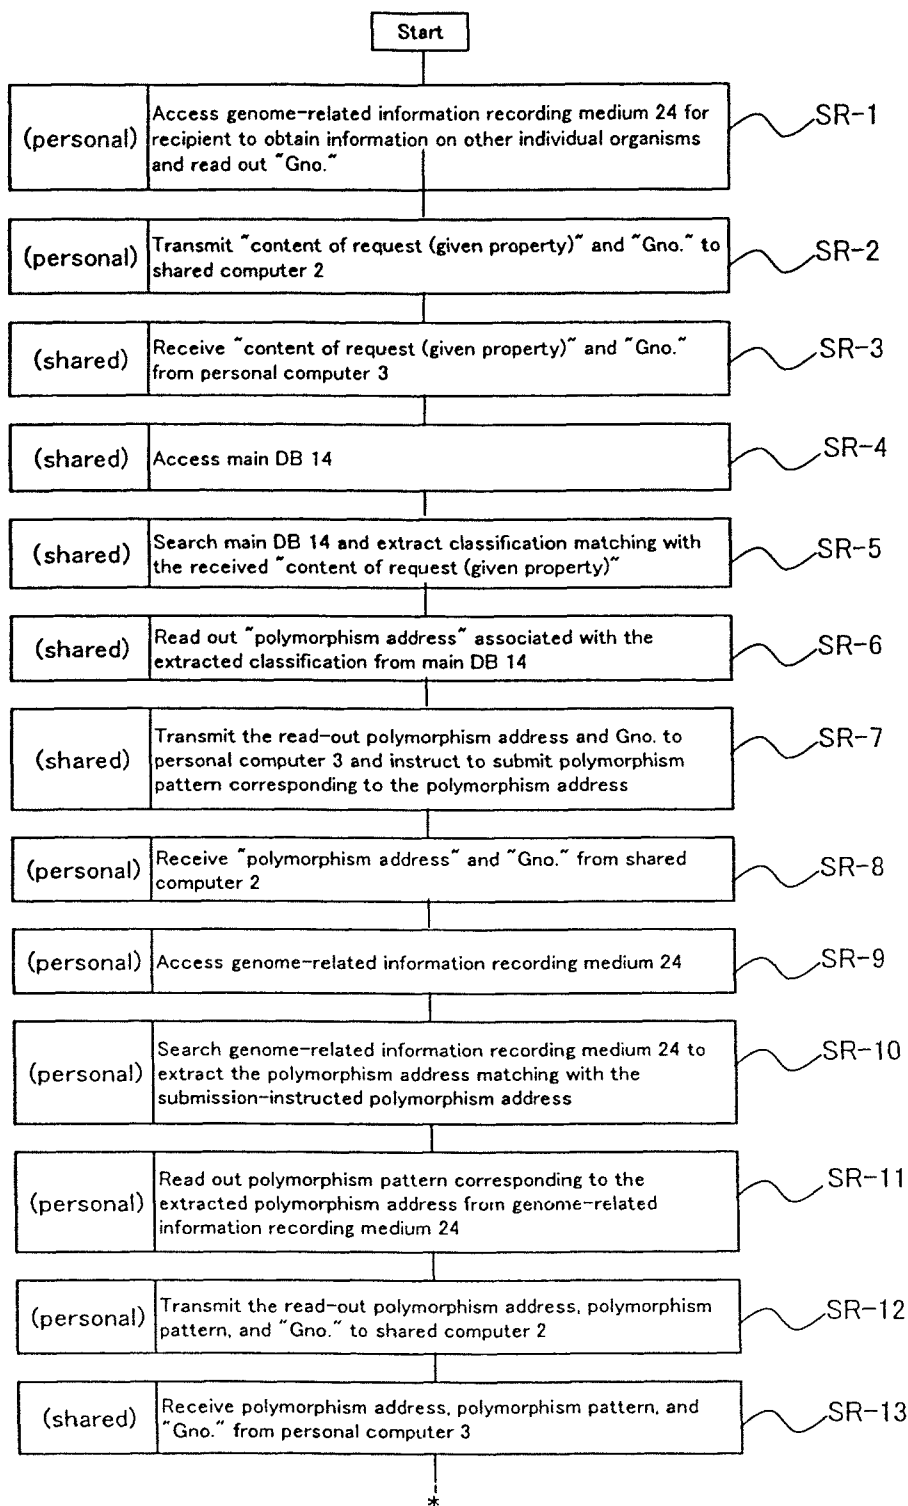 Start
(personal)
Access genome-related information recording medium 24 for
recipient to obtain information on other individual organisms
and read out "Gno."
SR-1
(personal)
Transmit "content of request (given property)" and "Gno." to
shared computer 2
SR-2
(shared)
Receive "content of request (given property)" and "Gno."
from personal computer 3
SR-3
(shared)
Access main DB 14
SR-4
(shared)
Search main DB 14 and extract classification matching with
the received "content of request (given property)"
SR-5
(shared)
Read out "polymorphism address" associated with the
extracted classification from main DB 14
SR-6
(shared)
Transmit the read-out polymorphism address and Gno. to
personal computer 3 and instruct to submit polymorphism
pattern corresponding to the polymorphism address
SR-7
(personal)
Receive "polymorphism address" and "Gno." from shared
computer 2
SR-8
(personal)
Access genome-related information recording medium 24
SR-9
(personal)
Search genome-related information recording medium 24 to
extract the polymorphism address matching with the
submission-instructed polymorphism address
SR-10
(personal)
Read out polymorphism pattern corresponding to the
extracted polymorphism address from genome-related
information recording medium 24
SR-11
(personal)
Transmit the read-out polymorphism address, polymorphism
pattern, and "Gno." to shared computer 2
SR-12
(shared)
Receive polymorphism address, polymorphism pattern, and
"Gno." from personal computer 3
SR-13
*